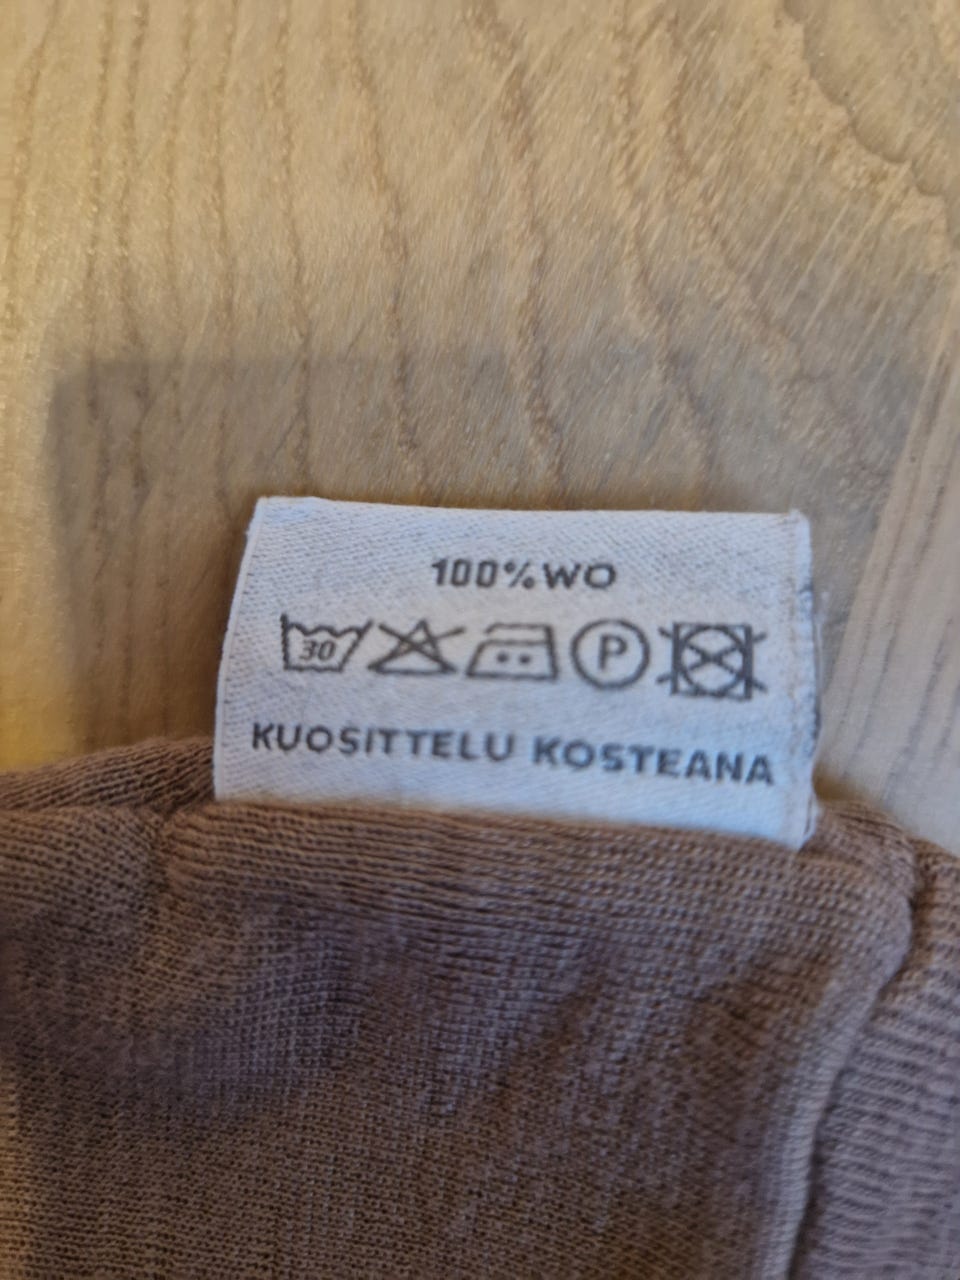 100% WO
30 P
KUOSITTELU KOSTEANA